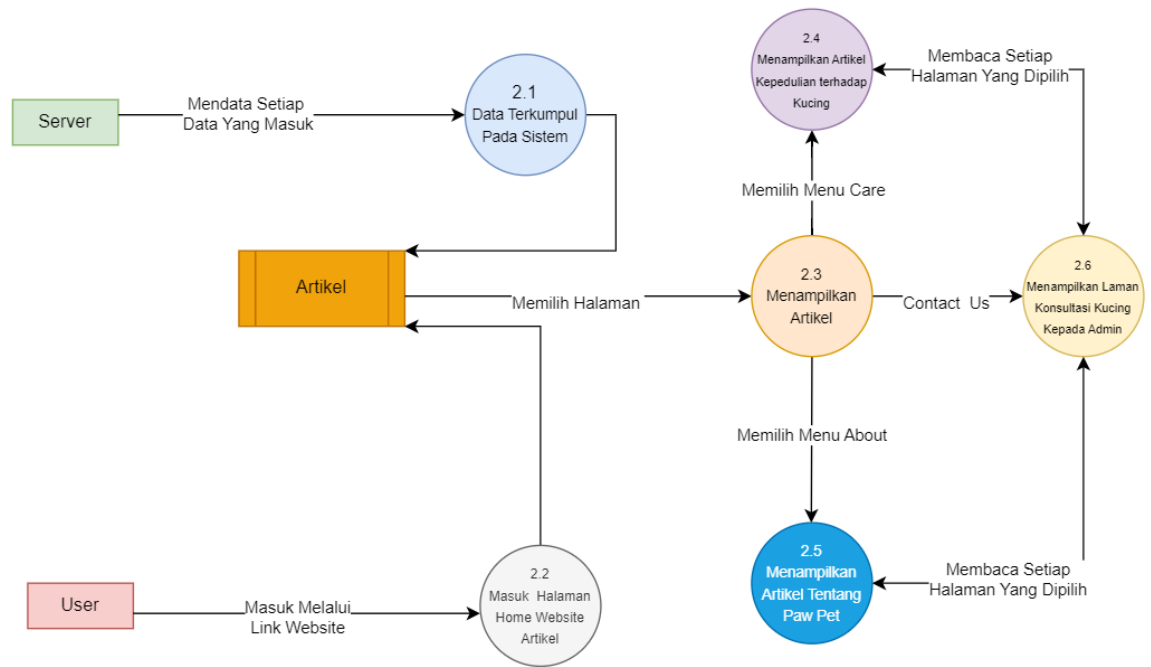 Server
Mendata Setiap
Data Yang Masuk
2.1
Data Terkumpul
Pada Sistem
2.4
Menampilkan Artikel
Kepedulian terhadap
Kucing
Membaca Setiap
Halaman Yang Dipilih
Memilih Menu Care
Artikel
Memilih Halaman
2.3
Menampilkan
Artikel
Contact Us
2.6
Menampilkan Laman
Konsultasi Kucing
Kepada Admin
Memilih Menu About
User
Masuk Melalui
Link Website
2.2
Masuk Halaman
Home Website
Artikel
2.5
Menampilkan
Artikel Tentang
Paw Pet
Membaca Setiap
Halaman Yang Dipilih